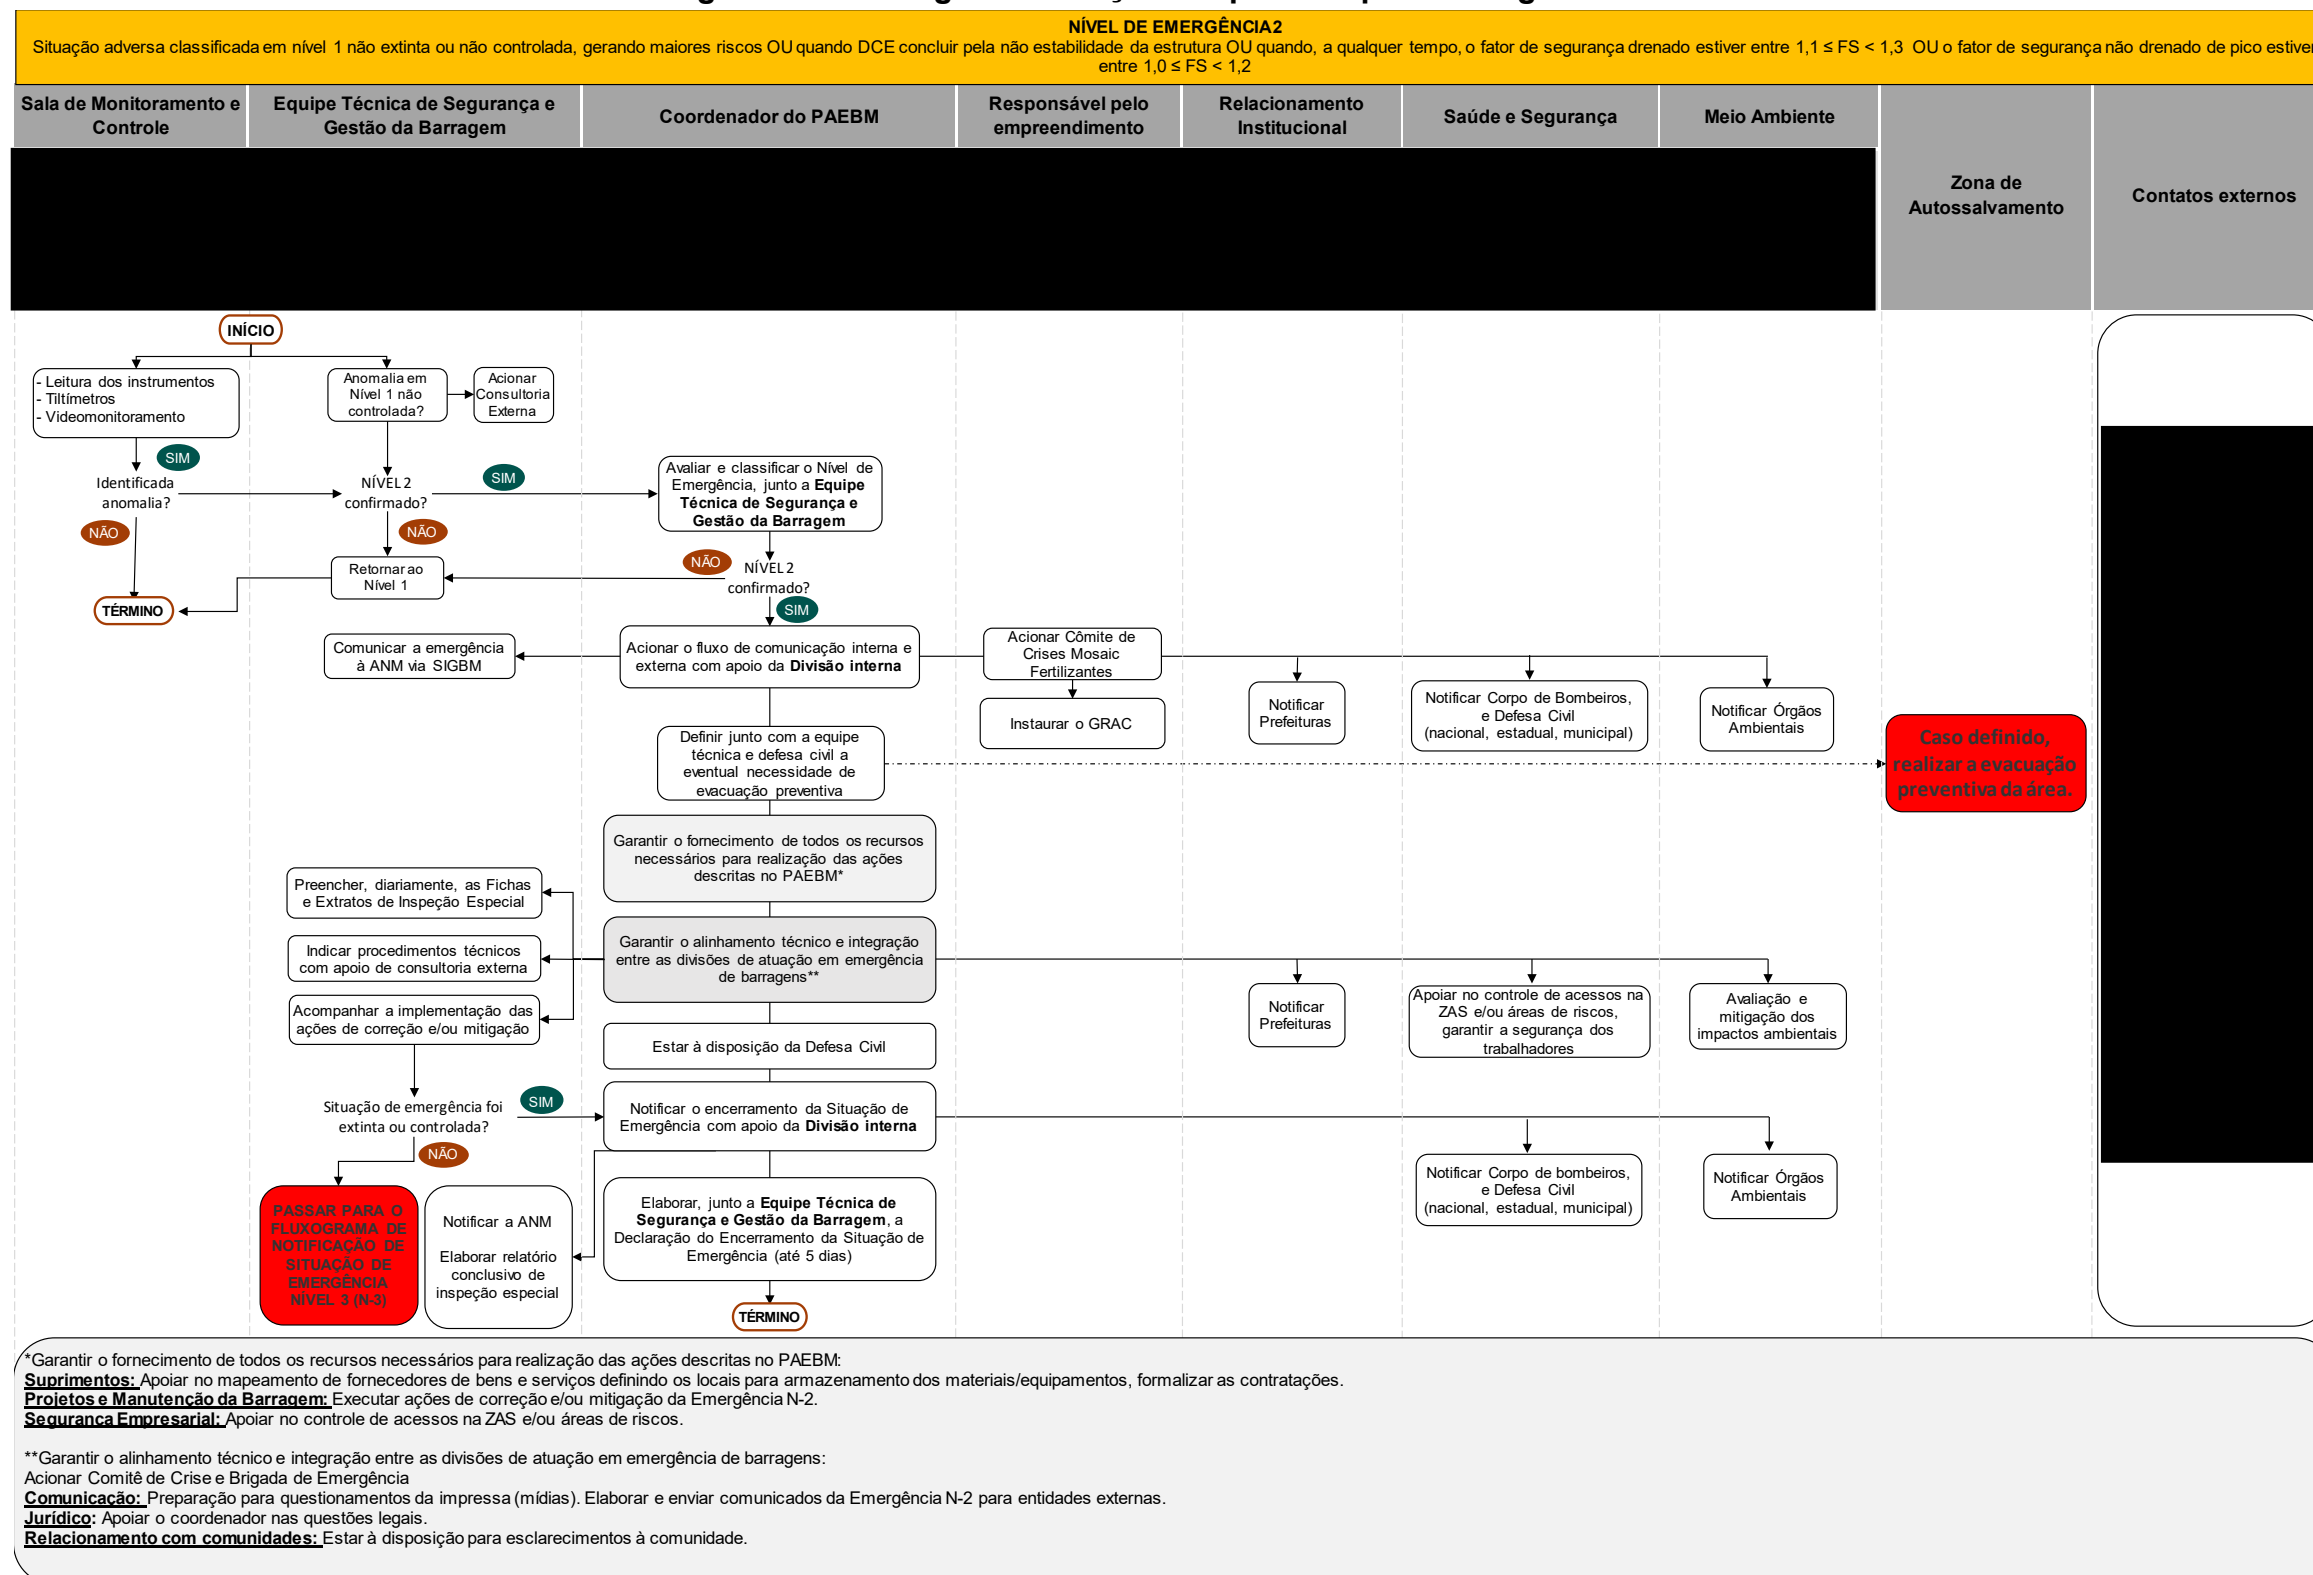 NÍVEL DE EMERGÊNCIA2
Situação adversa classificada em nível 1 não extinta ou não controlada, gerando maiores riscos OU quando DCE concluir pela não estabilidade da estrutura OU quando, a qualquer tempo, o fator de segurança drenado estiver entre 1,1 ≤ FS < 1,3 OU o fator de segurança não drenado de pico estiver
entre 1,0 ≤ FS < 1,2
Sala de Monitoramento e
Controle
Equipe Técnica de Segurança e
Gestão da Barragem
Coordenador do PAEBM
Responsável pelo
empreendimento
Relacionamento
Institucional
Saúde e Segurança
Meio Ambiente
Zona de
Autossalvamento
Contatos externos
INÍCIO
- Leitura dos instrumentos
- Tiltímetros
- Videomonitoramento
Anomalia em
Nível 1 não
controlada?
Acionar
Consultoria
Externa
SIM
Identificada
anomalia?
NÃO
NÍVEL 2
confirmado?
SIM
NÃO
Avaliar e classificar o Nível de
Emergência, junto a Equipe
Técnica de Segurança e
Gestão da Barragem
Retornar ao
Nível 1
NÃO
NÍVEL 2
confirmado?
SIM
TÉRMINO
Comunicar a emergência
à ANM via SIGBM
Acionar o fluxo de comunicação interna e
externa com apoio da Divisão interna
Acionar Cômite de
Crises Mosaic
Fertilizantes
Instaurar o GRAC
Notificar
Prefeituras
Notificar Corpo de Bombeiros,
e Defesa Civil
(nacional, estadual, municipal)
Notificar Órgãos
Ambientais
Definir junto com a equipe
técnica e defesa civil a
eventual necessidade de
evacuação preventiva
Caso definido,
realizar a evacuação
preventiva da área.
Garantir o fornecimento de todos os recursos
necessários para realização das ações
descritas no PAEBM*
Preencher, diariamente, as Fichas
e Extratos de Inspeção Especial
Indicar procedimentos técnicos
com apoio de consultoria externa
Acompanhar a implementação das
ações de correção e/ou mitigação
Garantir o alinhamento técnico e integração
entre as divisões de atuação em emergência
de barragens**
Notificar
Prefeituras
Apoiar no controle de acessos na
ZAS e/ou áreas de riscos,
garantir a segurança dos
trabalhadores
Avaliação e
mitigação dos
impactos ambientais
Estar à disposição da Defesa Civil
Situação de emergência foi
extinta ou controlada?
SIM
NÃO
Notificar o encerramento da Situação de
Emergência com apoio da Divisão interna
Notificar Corpo de bombeiros,
e Defesa Civil
(nacional, estadual, municipal)
Notificar Órgãos
Ambientais
PASSAR PARA O
FLUXOGRAMA DE
NOTIFICAÇÃO DE
SITUAÇÃO DE
EMERGÊNCIA
NÍVEL 3 (N-3)
Notificar a ANM
Elaborar relatório
conclusivo de
inspeção especial
Elaborar, junto a Equipe Técnica de
Segurança e Gestão da Barragem, a
Declaração do Encerramento da Situação de
Emergência (até 5 dias)
TÉRMINO
*Garantir o fornecimento de todos os recursos necessários para realização das ações descritas no PAEBM:
Suprimentos: Apoiar no mapeamento de fornecedores de bens e serviços definindo os locais para armazenamento dos materiais/equipamentos, formalizar as contratações.
Projetos e Manutenção da Barragem: Executar ações de correção e/ou mitigação da Emergência N-2.
Segurança Empresarial: Apoiar no controle de acessos na ZAS e/ou áreas de riscos.
**Garantir o alinhamento técnico e integração entre as divisões de atuação em emergência de barragens:
Acionar Comitê de Crise e Brigada de Emergência
Comunicação: Preparação para questionamentos da impressa (mídias). Elaborar e enviar comunicados da Emergência N-2 para entidades externas.
Jurídico: Apoiar o coordenador nas questões legais.
Relacionamento com comunidades: Estar à disposição para esclarecimentos à comunidade.